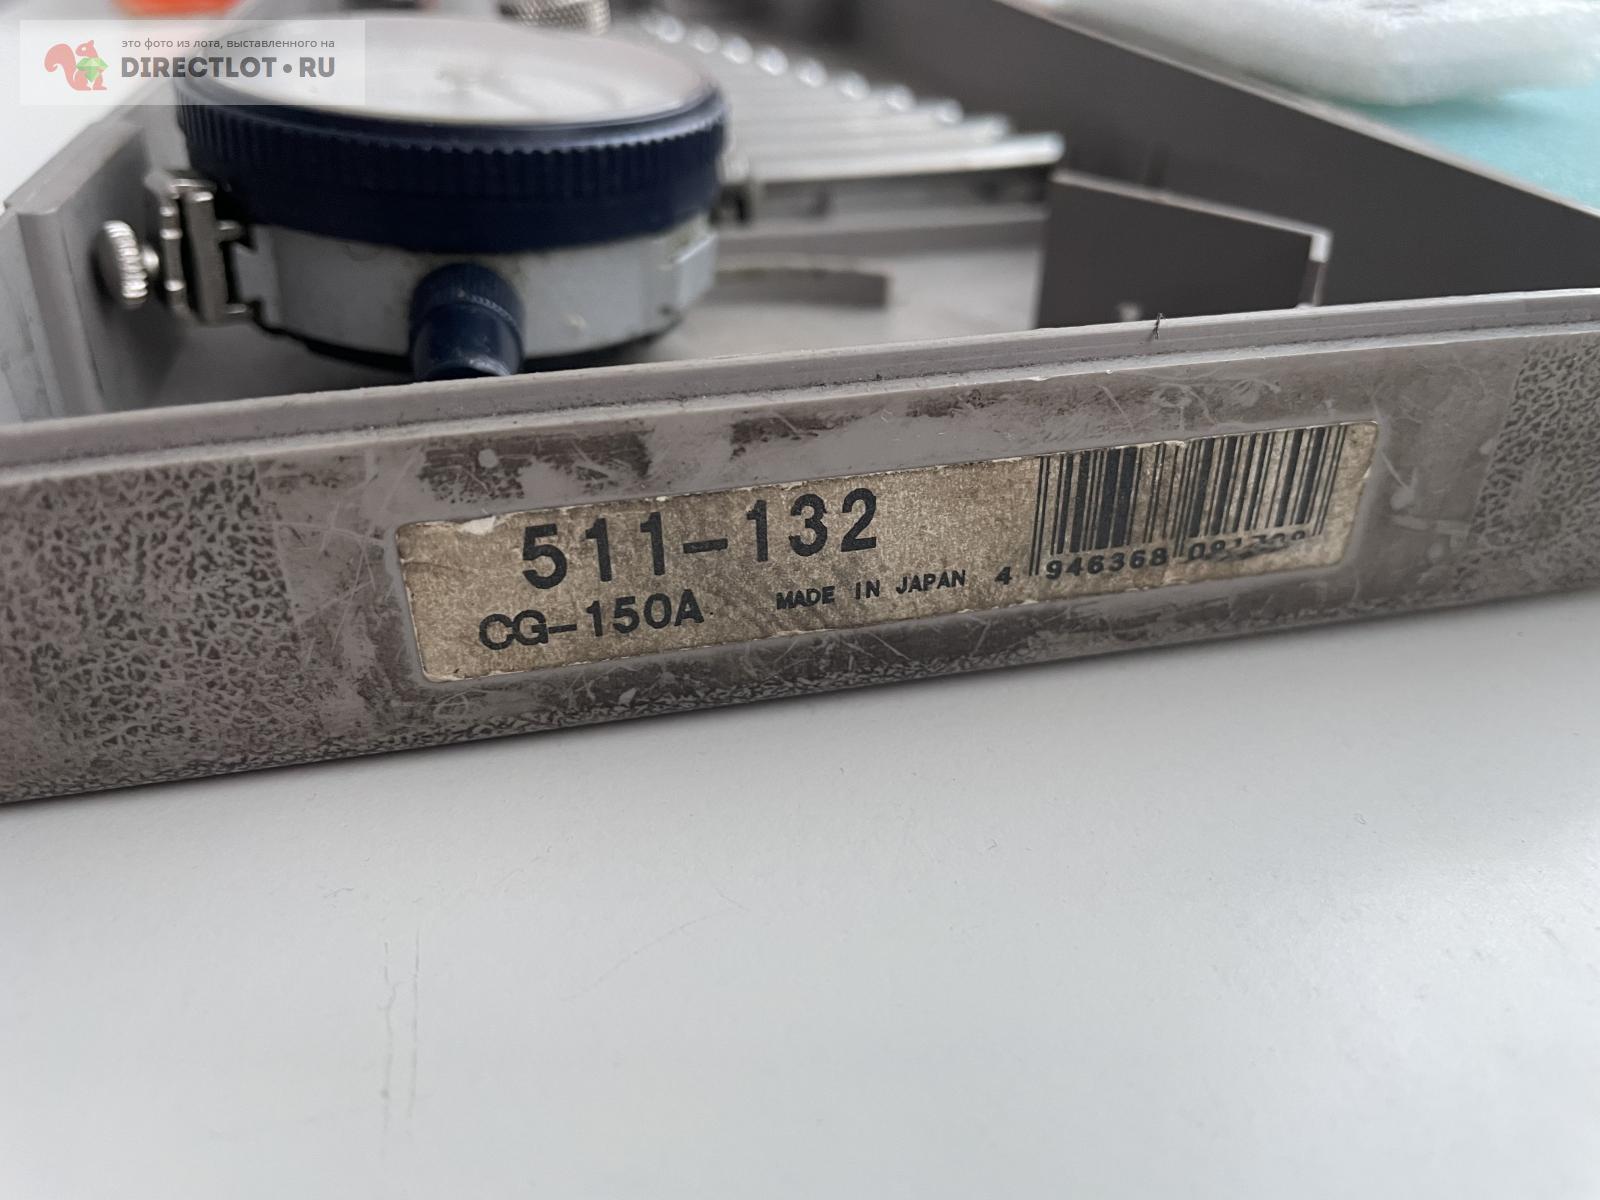 это фото из лота, выставленного на
DIRECTLOT•RU
511-132
CG-150A
MADE IN JAPAN
4 946368